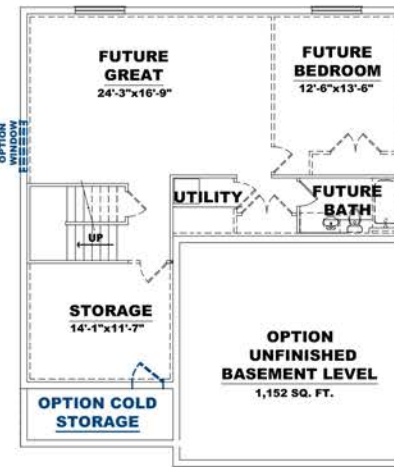 FUTURE
GREAT
24'-3"x16'-9"
FUTURE
BEDROOM
12'-6"x13'-6"
OPTION
WINDOW
UTILITY
FUTURE
BATH
UP
STORAGE
14'-1"x11'-7"
OPTION
UNFINISHED
BASEMENT LEVEL
1,152 SQ. FT.
OPTION COLD
STORAGE